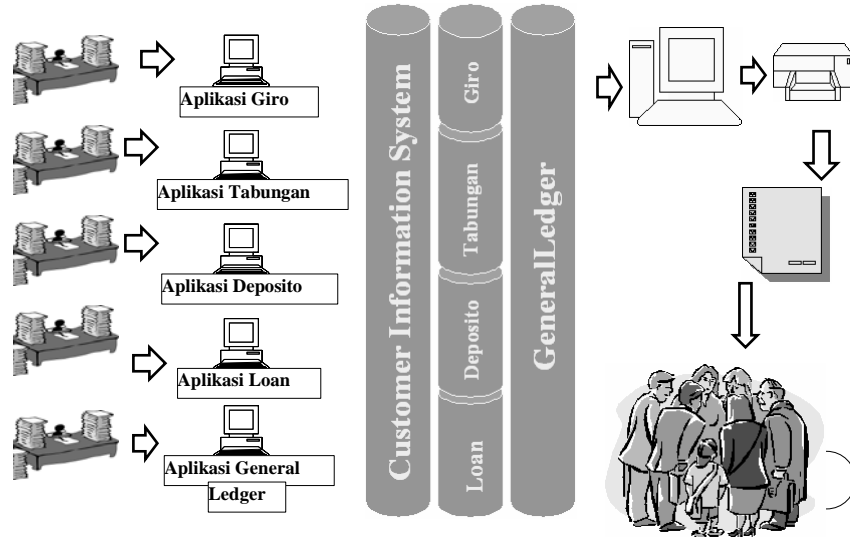 Aplikasi Giro
Aplikasi Tabungan
Aplikasi Deposito
Aplikasi Loan
Aplikasi General
Ledger
Customer Information System
Giro
Tabungan
Deposito
Loan
GeneralLedger